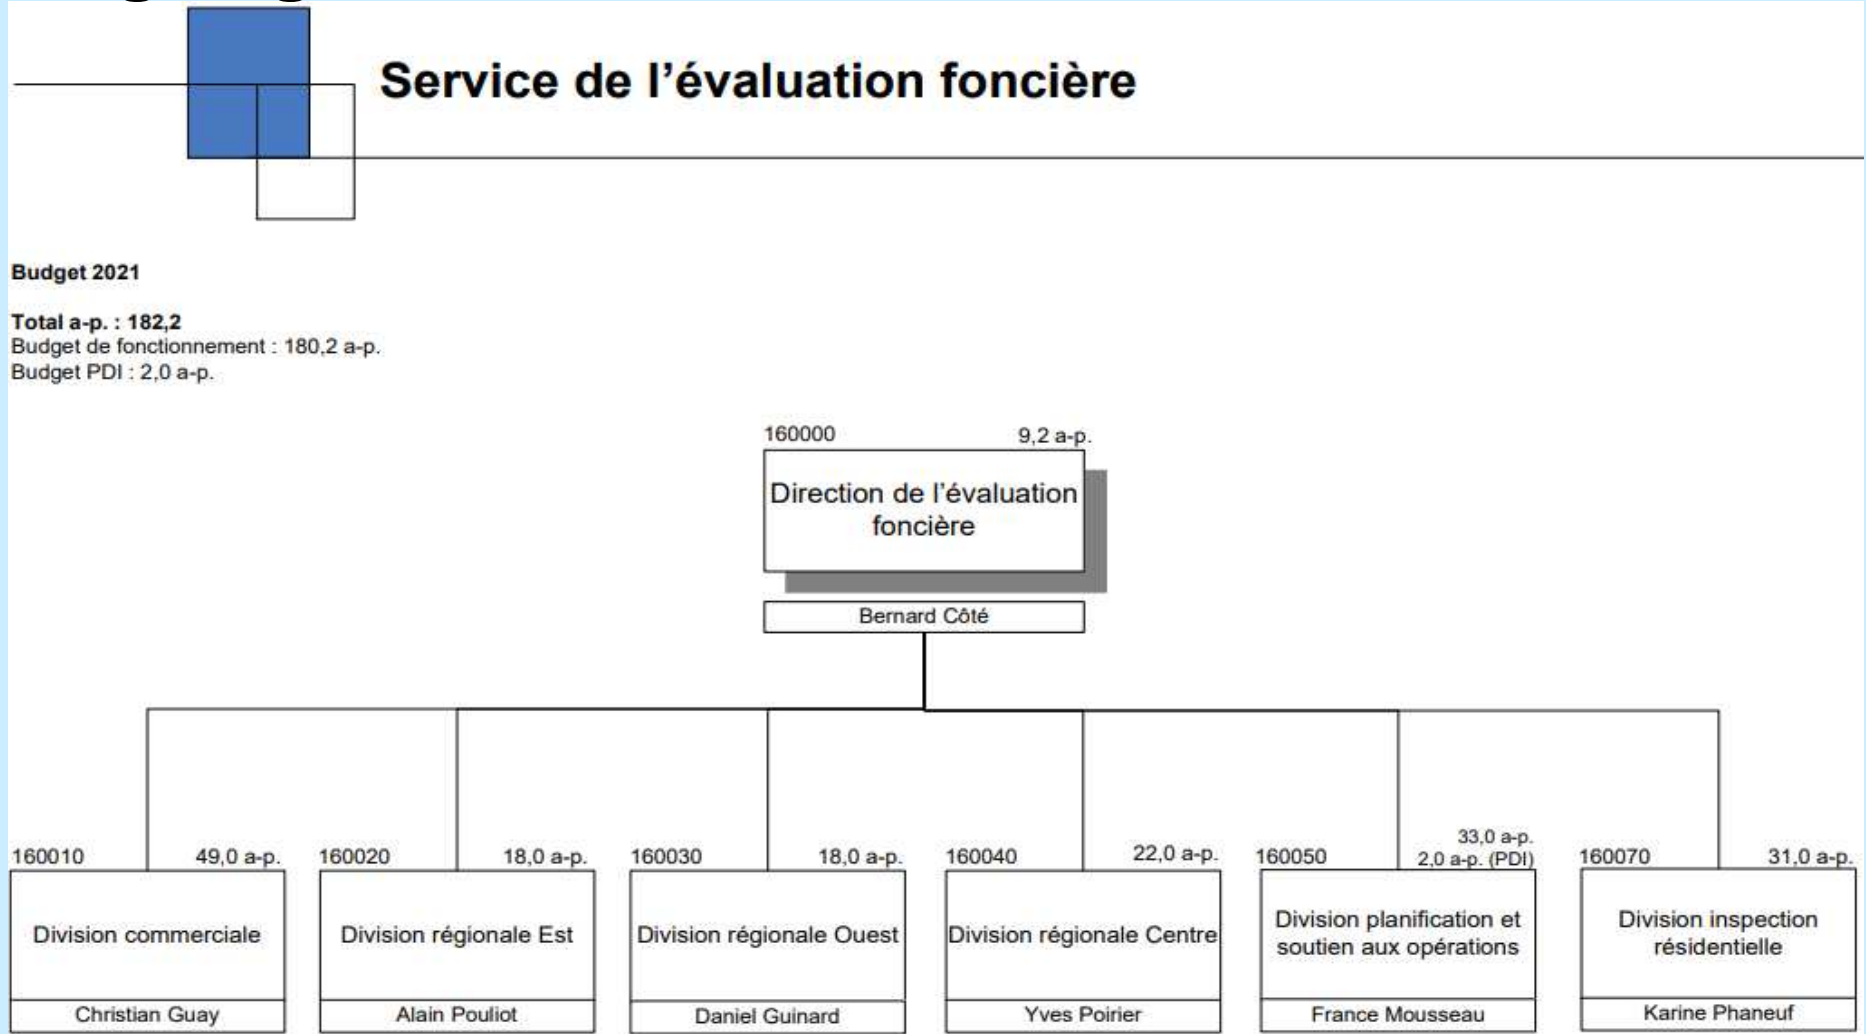 Service de l’évaluation foncière
Budget 2021
Total a-p. : 182,2
Budget de fonctionnement : 180,2 a-p.
Budget PDI : 2,0 a-p.
160000 9,2 a-p.
Direction de l’évaluation
foncière
Bernard Côté
160010 49,0 a-p.
Division commerciale
Christian Guay
160020 18,0 a-p.
Division régionale Est
Alain Pouliot
160030 18,0 a-p.
Division régionale Ouest
Daniel Guinard
160040 22,0 a-p.
Division régionale Centre
Yves Poirier
33,0 a-p.
160050 2,0 a-p. (PDI)
Division planification et
soutien aux opérations
France Mousseau
160070 31,0 a-p.
Division inspection
résidentielle
Karine Phaneuf